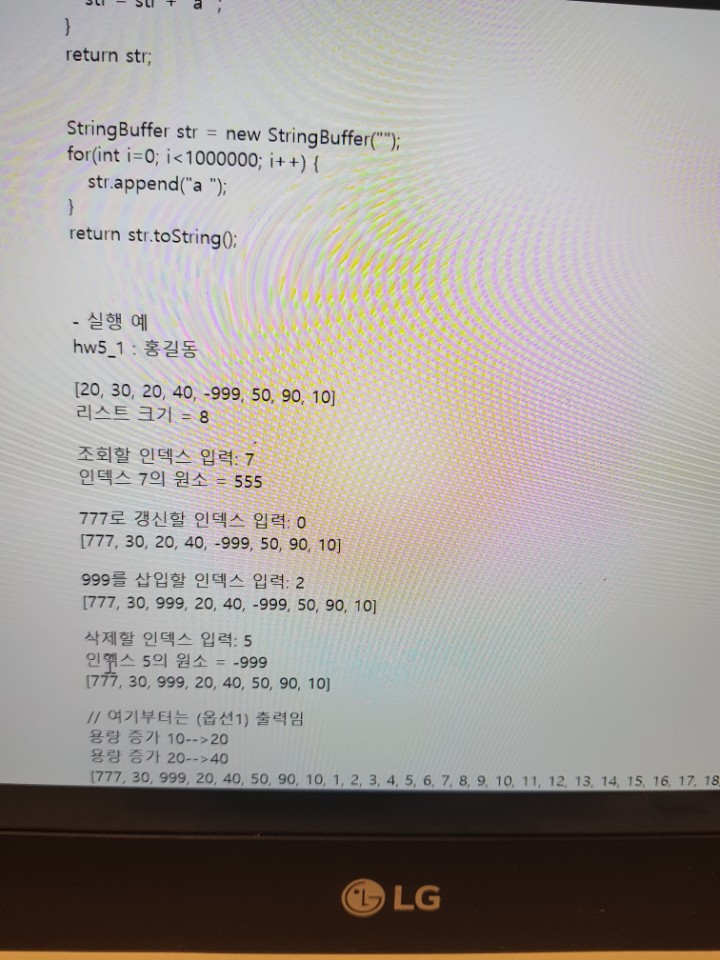 str = str + "a ";
}
return str;
StringBuffer str = new StringBuffer("");
for(int i=0; i<1000000; i++) {
str.append("a ");
}
return str.toString();
- 실행 예
hw5_1 : 홍길동
[20, 30, 20, 40, -999, 50, 90, 10]
리스트 크기 = 8
조회할 인덱스 입력: 7
인덱스 7의 원소 = 555
777로 갱신할 인덱스 입력: 0
[777, 30, 20, 40, -999, 50, 90, 10]
999를 삽입할 인덱스 입력: 2
[777, 30, 999, 20, 40, -999, 50, 90, 10]
삭제할 인덱스 입력: 5
인덱스 5의 원소 = -999
[777, 30, 999, 20, 40, 50, 90, 10]
// 여기부터는 (옵션1) 출력임
용량 증가 10-->20
용량 증가 20-->40
[777, 30, 999, 20, 40, 50, 90, 10, 1, 2, 3, 4, 5, 6, 7, 8, 9, 10, 11, 12, 13, 14, 15, 16, 17, 18,
LG